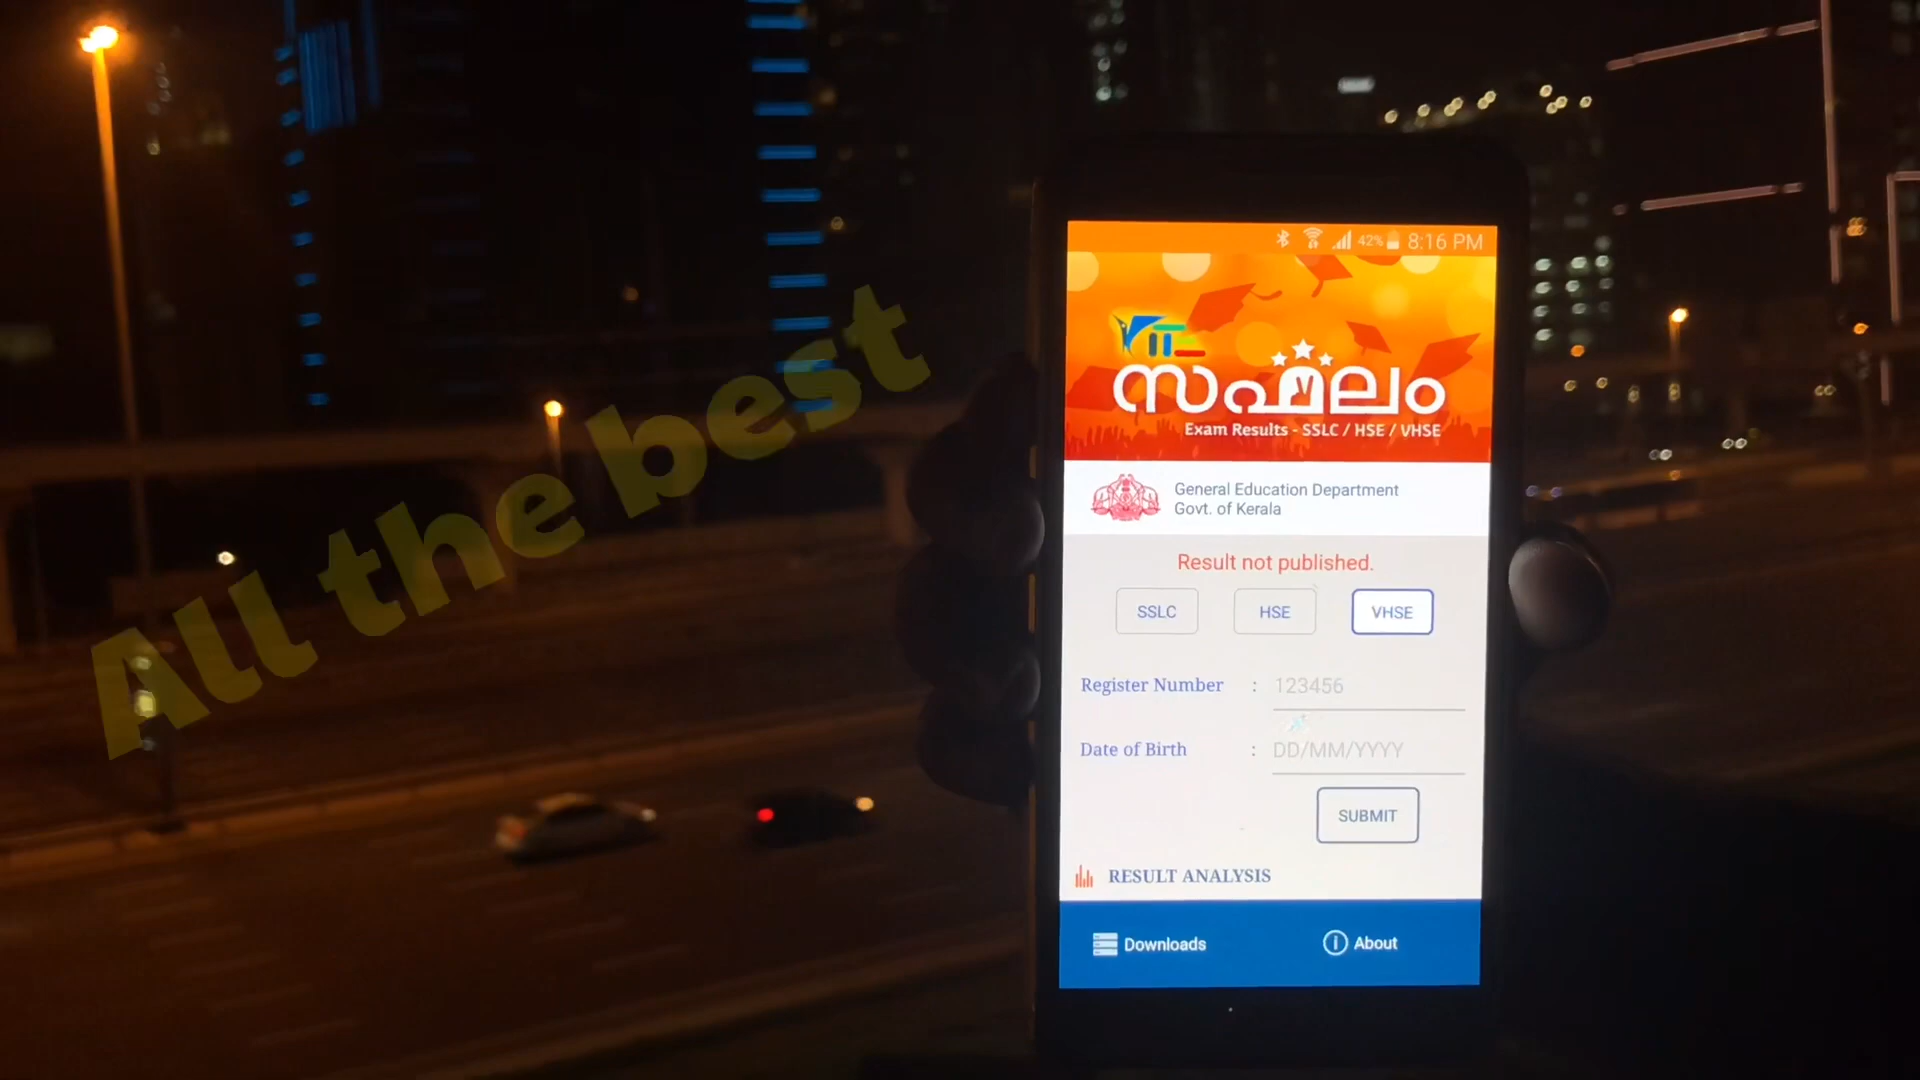 All the best
42% 8:16 PM
VITE
സഫലം
Exam Results - SSLC / HSE / VHSE
General Education Department
Govt. of Kerala
Result not published.
SSLC HSE VHSE
Register Number : 123456
Date of Birth : DD/MM/YYYY
SUBMIT
RESULT ANALYSIS
Downloads About